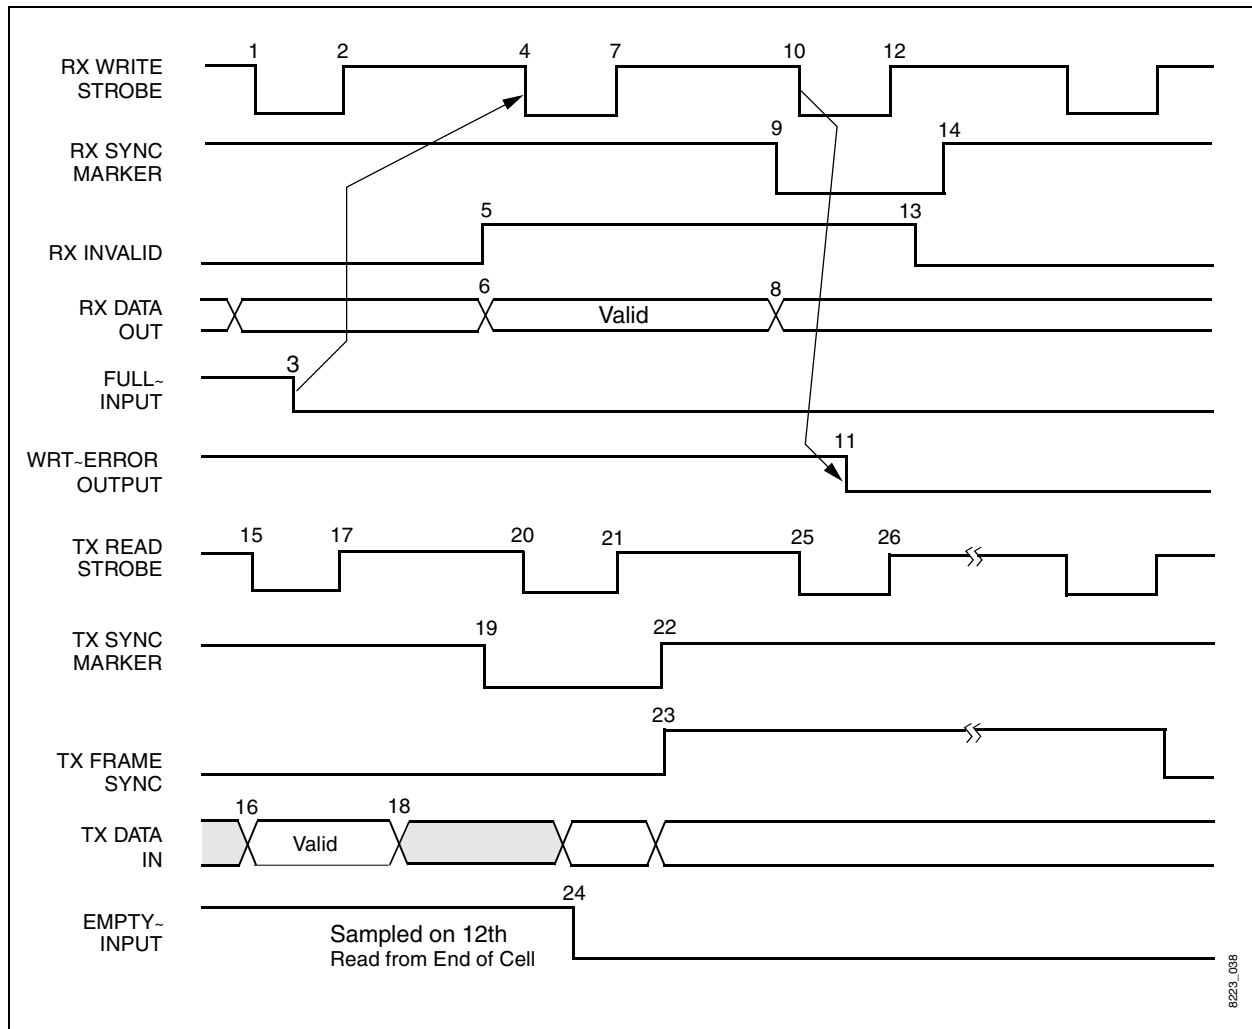 1 2 4 7 10 12
RX WRITE
STROBE
9 14
RX SYNC
MARKER
5 13
RX INVALID
6 8
RX DATA
OUT
Valid
3
FULL~
INPUT
11
WRT~ERROR
OUTPUT
15 17 20 21 25 26
TX READ
STROBE
19 22
TX SYNC
MARKER
23
TX FRAME
SYNC
16 18
TX DATA
IN
Valid
24
EMPTY~
INPUT
Sampled on 12th
Read from End of Cell
8223_038